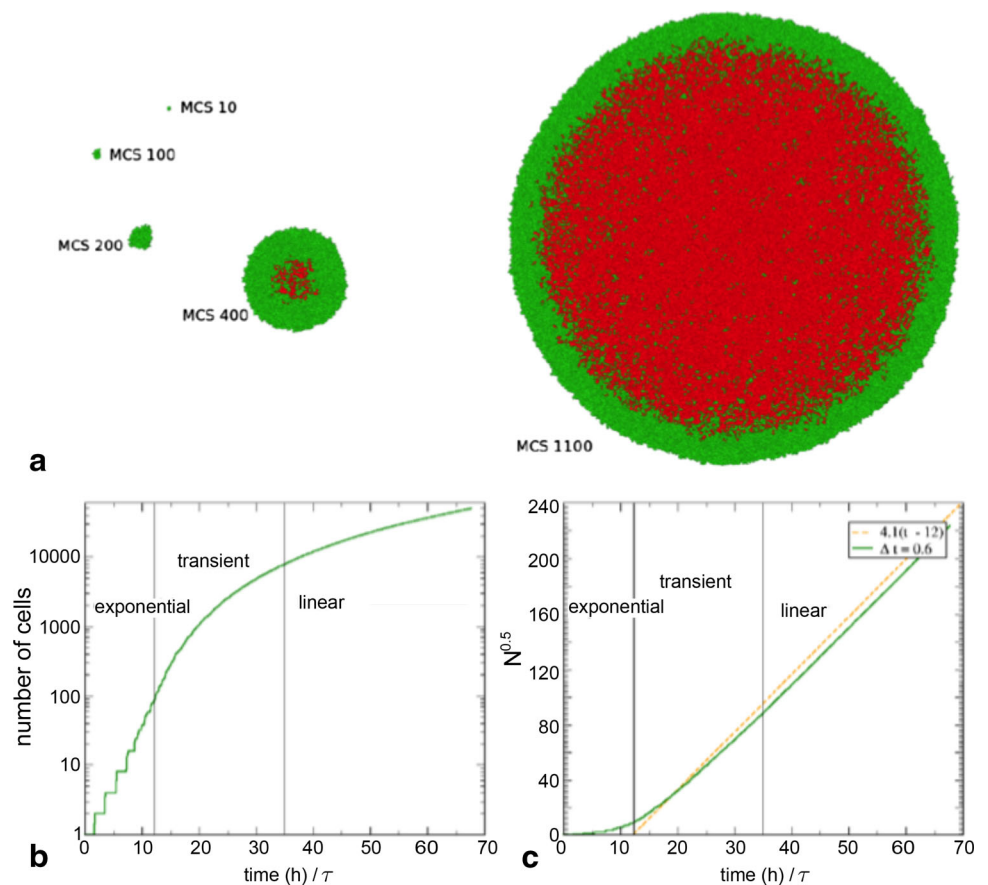 MCS 10
MCS 100
MCS 200
MCS 400
MCS 1100
a
number of cells
10000
1000
100
10
1
exponential
transient
linear
0 10 20 30 40 50 60 70
time (h) / τ
b
N^0.5
240
200
160
120
80
40
0
4.1(t - 12)
Δ t = 0.6
exponential
transient
linear
0 10 20 30 40 50 60 70
time (h) / τ
c